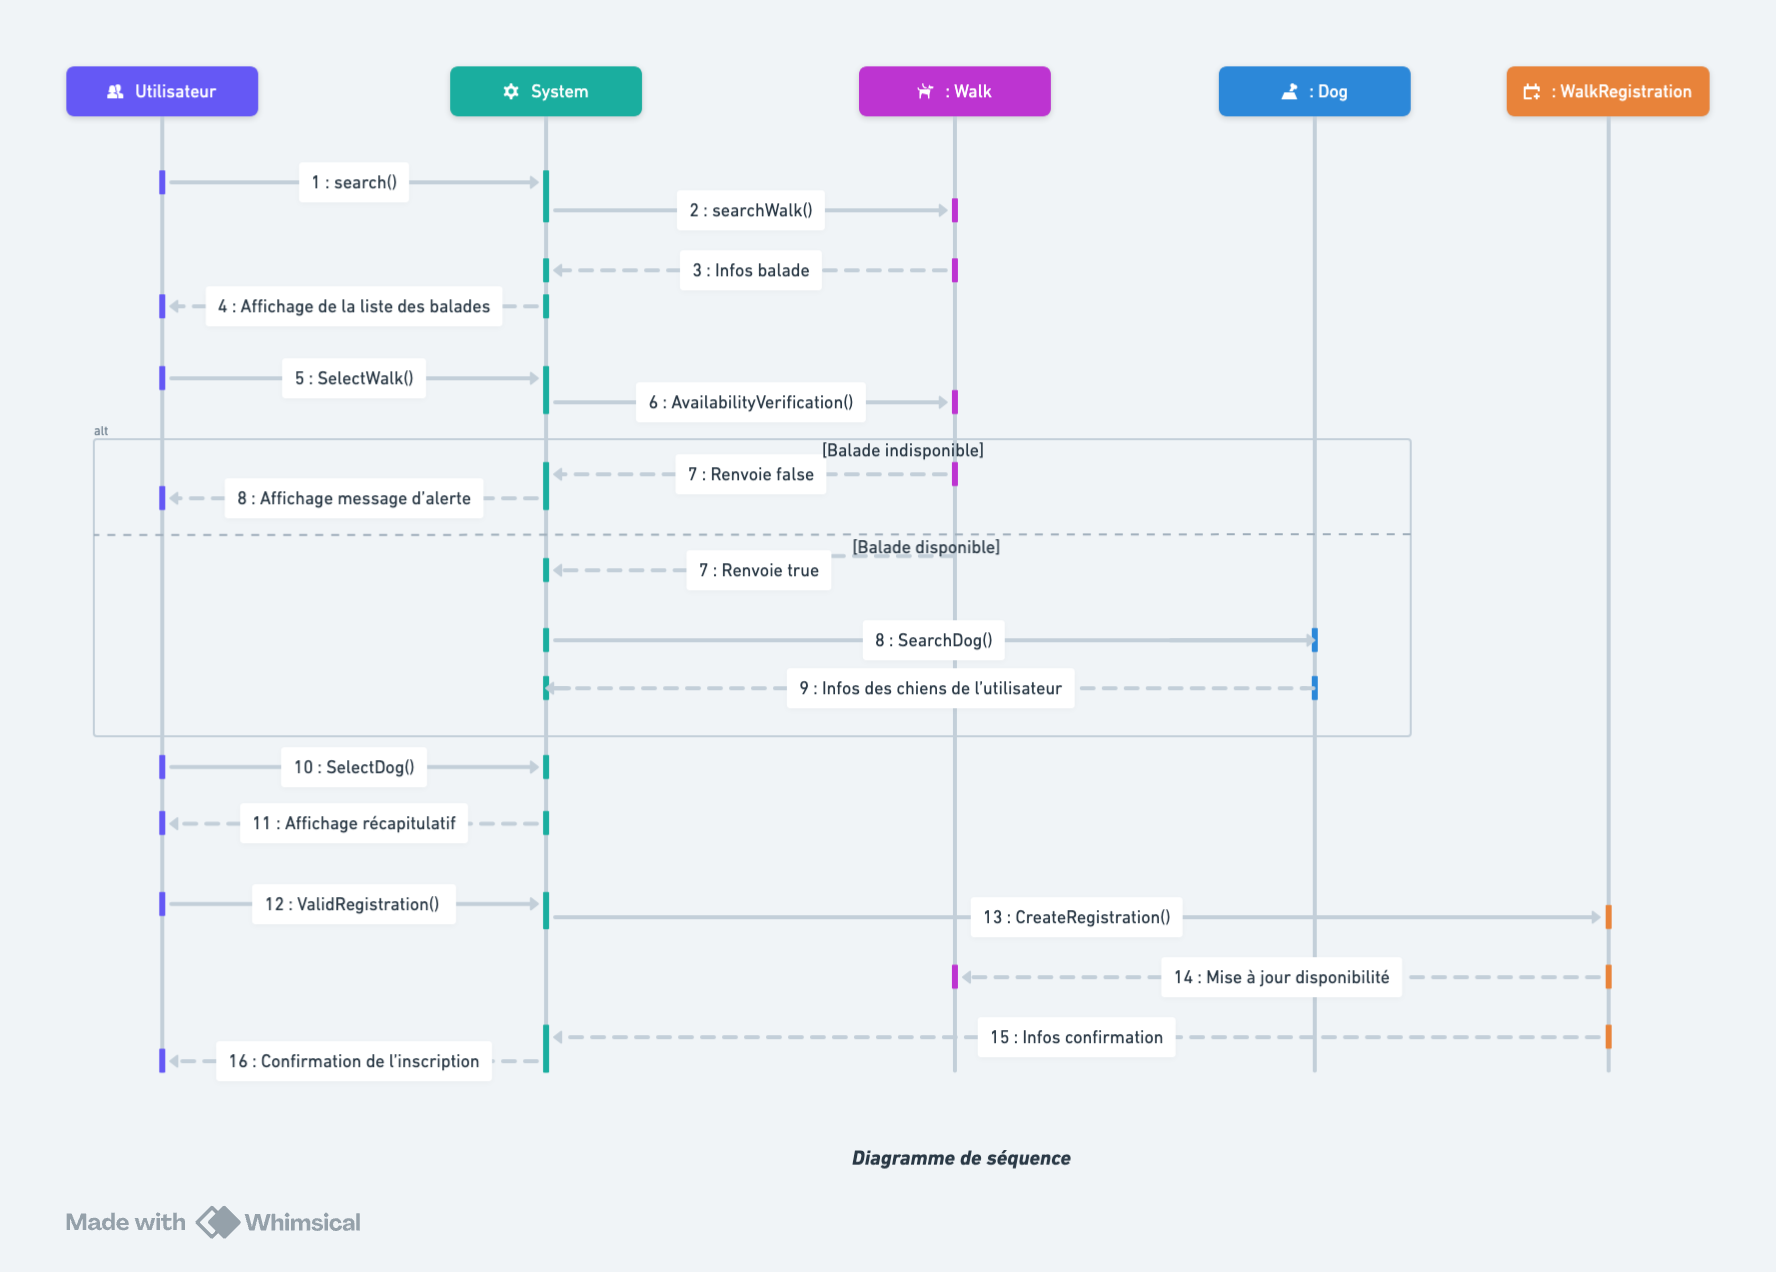 Utilisateur
System
: Walk
: Dog
: WalkRegistration
1 : search()
2 : searchWalk()
3 : Infos balade
4 : Affichage de la liste des balades
5 : SelectWalk()
6 : AvailabilityVerification()
alt
[Balade indisponible]
7 : Renvoie false
8 : Affichage message d’alerte
[Balade disponible]
7 : Renvoie true
8 : SearchDog()
9 : Infos des chiens de l’utilisateur
10 : SelectDog()
11 : Affichage récapitulatif
12 : ValidRegistration()
13 : CreateRegistration()
14 : Mise à jour disponibilité
15 : Infos confirmation
16 : Confirmation de l’inscription
Diagramme de séquence
Made with Whimsical